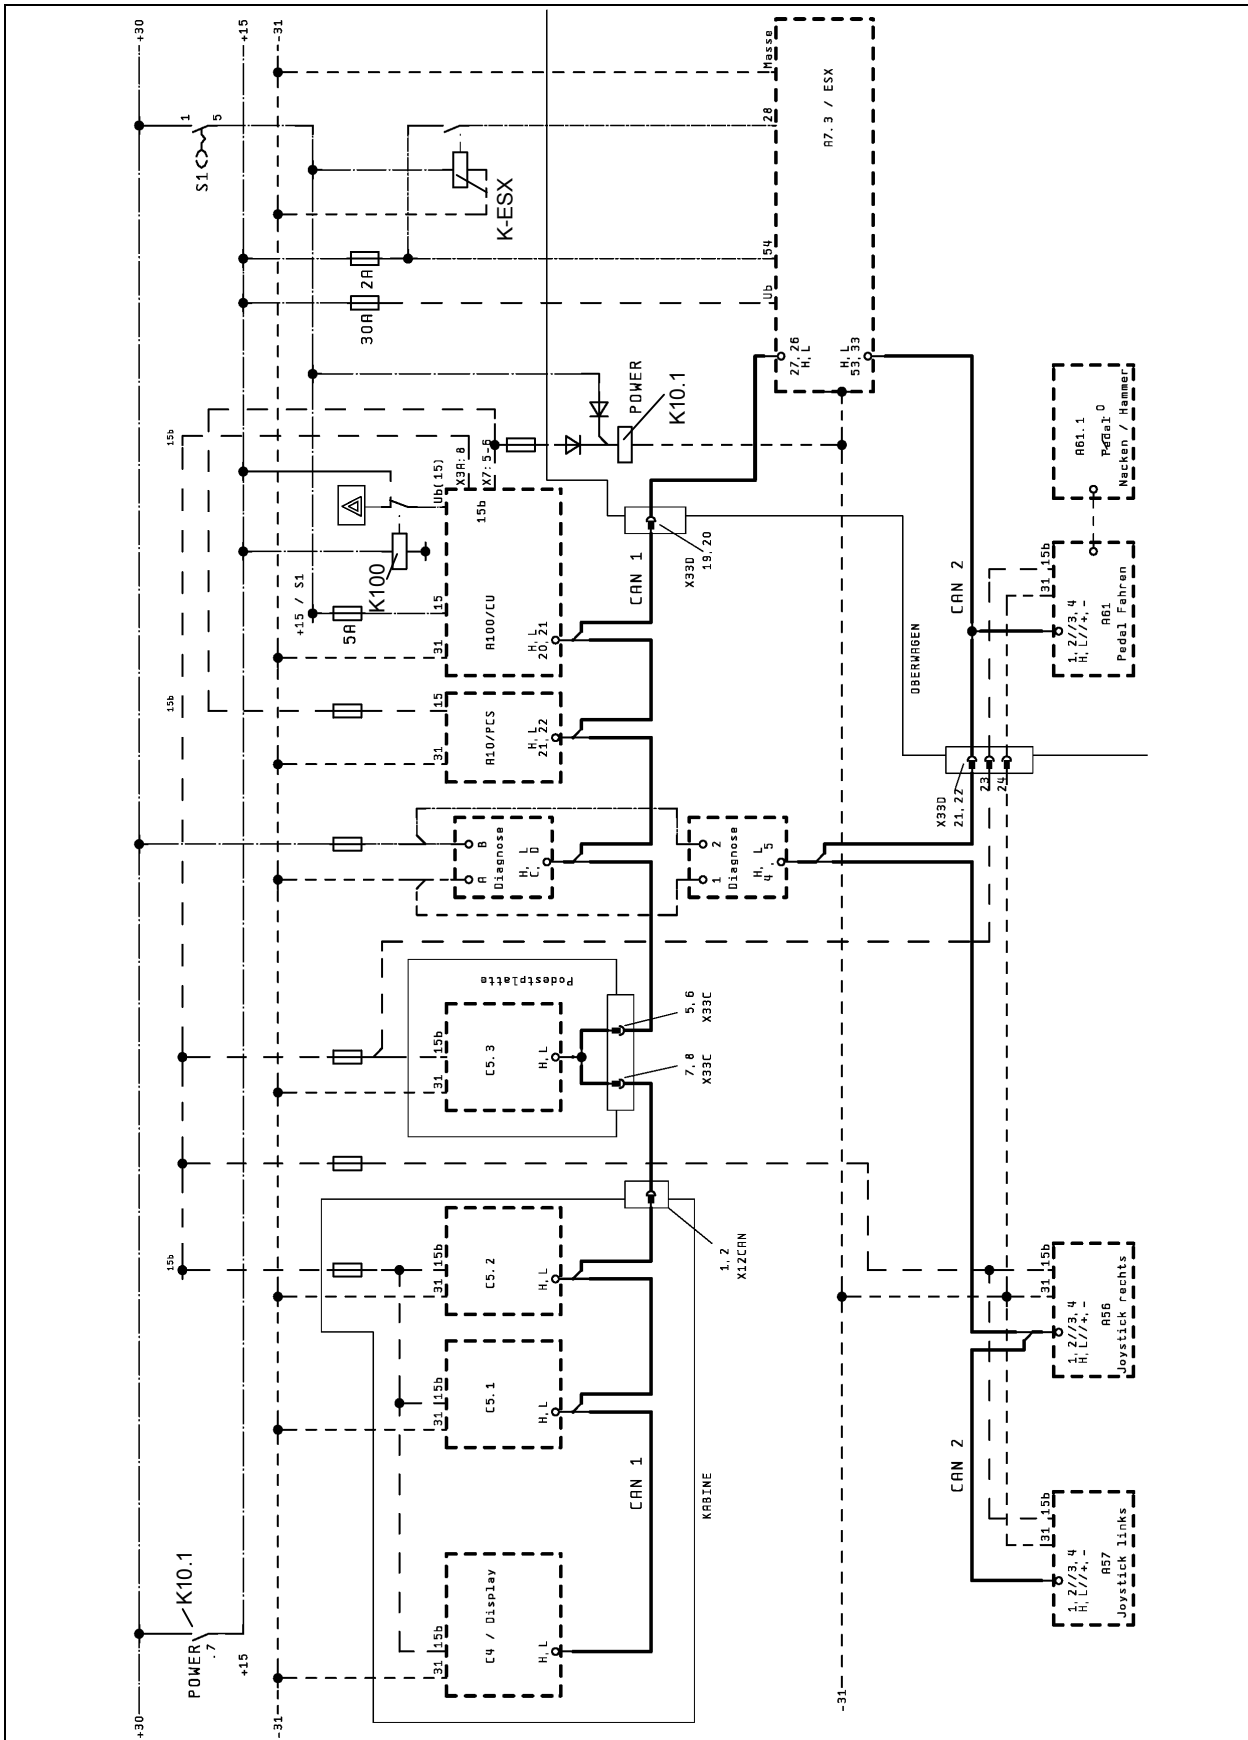 +30
+15
-31
1
5
S1
K-ESX
2A
30A
Masse
28
A7.3 / ESX
54
Ub
27, 26
H, L
H, L
53, 33
POWER
K10.1
15b
X3A: 8
X7: 5-6
Ub(15)
15b
K100
+15 / S1
5A
15
31
A100/CU
H, L
20, 21
CAN 1
X33D
19, 20
A61. 1
Pedal
Nacken / Hammer
CAN 2
31
15b
1, 2//3, 4
H, L//+, -
A61
Pedal Fahren
OBERWAGEN
15b
15
31
A10/PCS
H, L
21, 22
X33D
21, 22
23
24
A
B
Diagnose
H, L
C, D
1
2
Diagnose
H, L
4, 5
Podestplatte
31
15b
C5. 3
H, L
5, 6
X33C
7, 8
X33C
15b
31
15b
C5. 2
H, L
1, 2
X12CAN
31
15b
C5. 1
H, L
CAN 1
KABINE
31
15b
1, 2//3, 4
H, L//+, -
A56
Joystick rechts
CAN 2
31
15b
1, 2//3, 4
H, L//+, -
A57
Joystick links
31
15b
C4 / Display
H, L
K10.1
POWER
.7
+15
+30
-31
-31